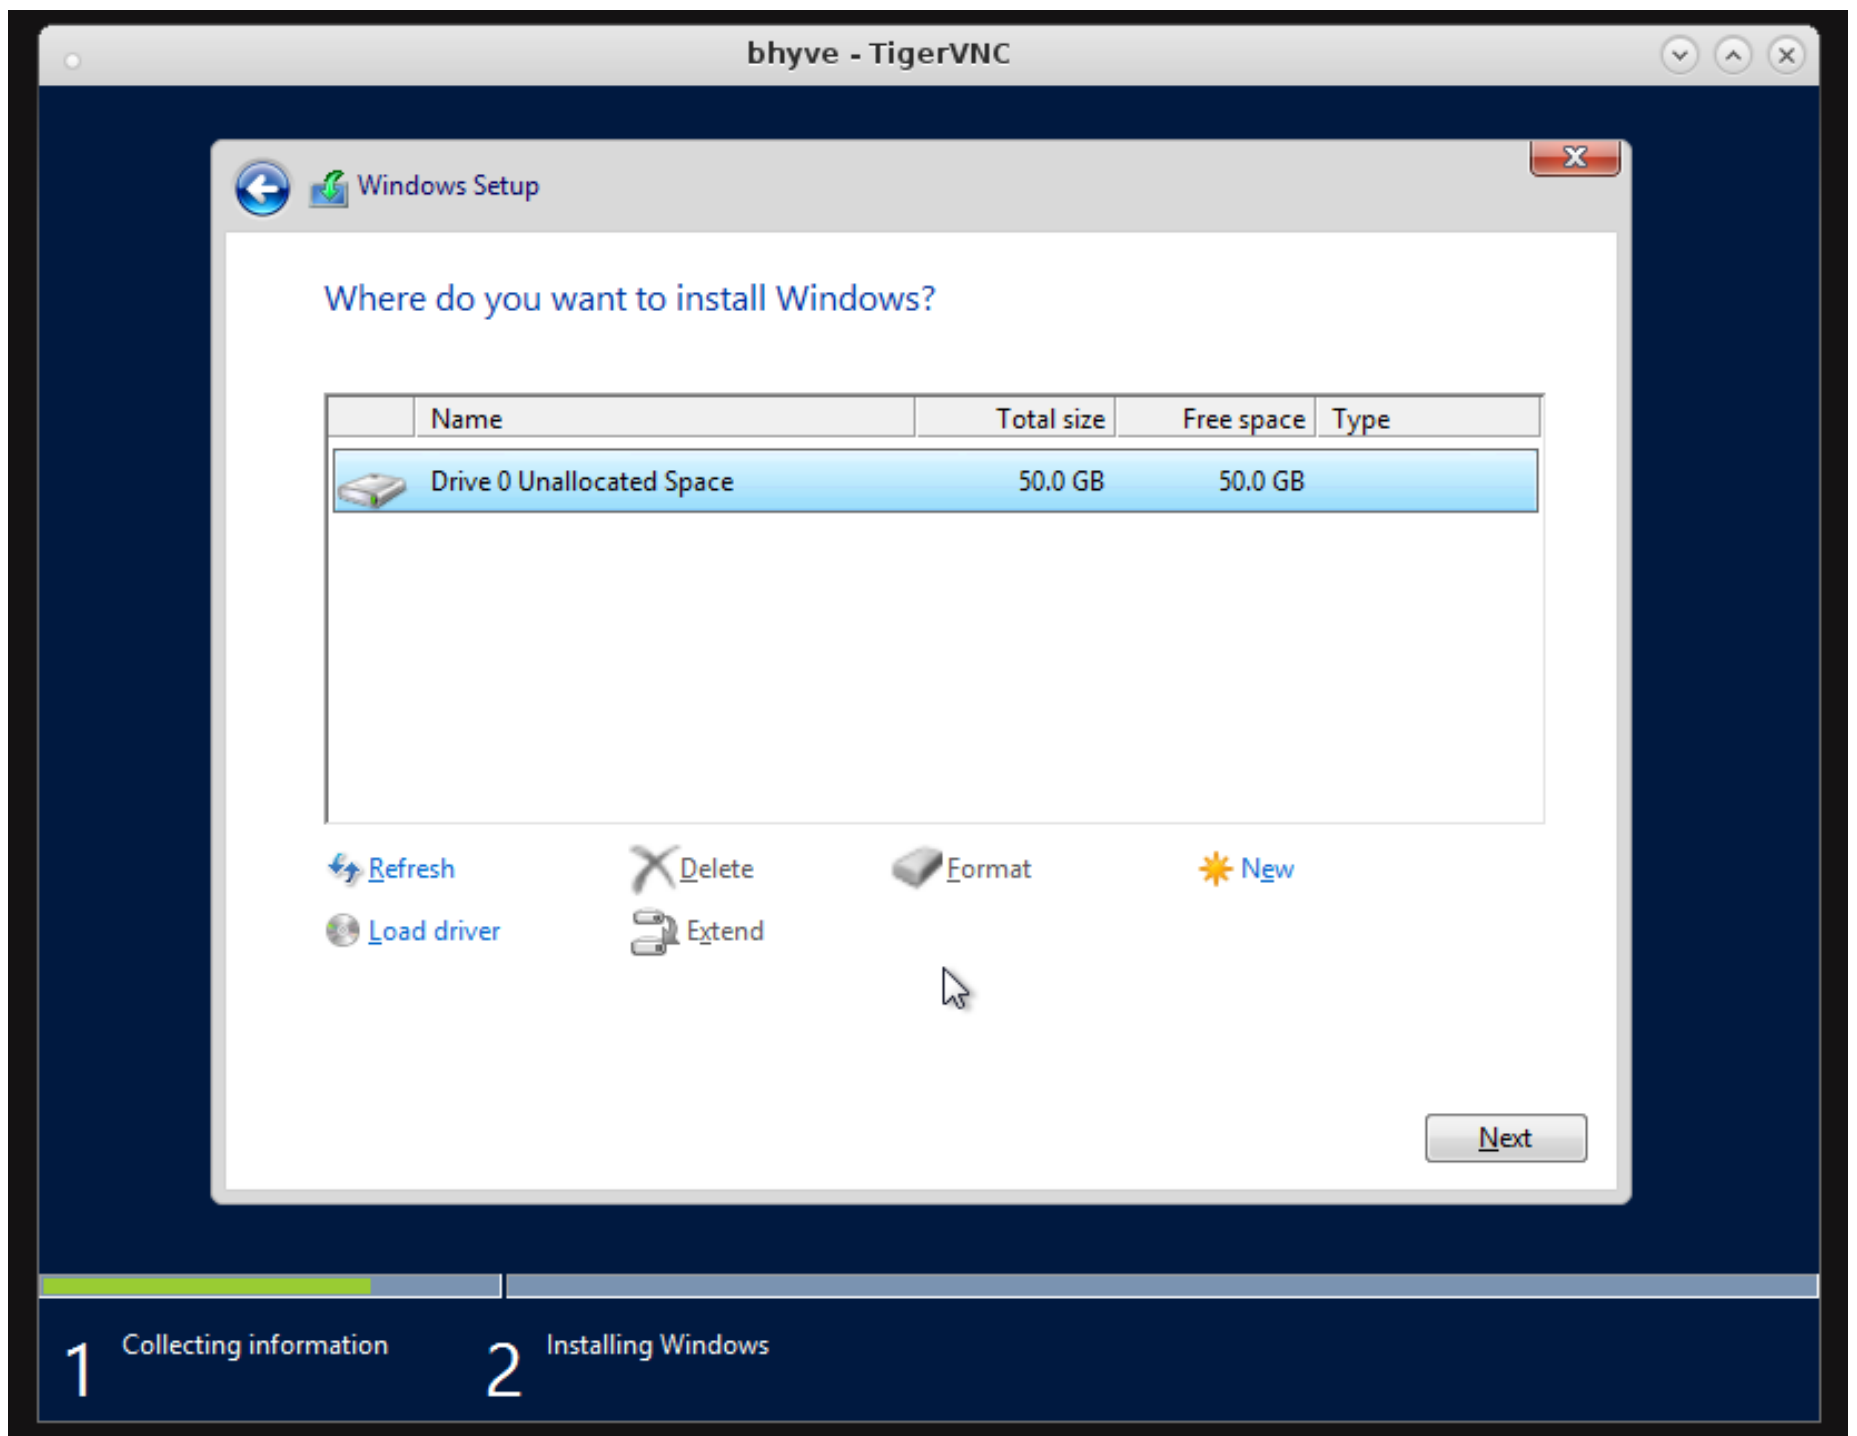 bhyve - TigerVNC
Windows Setup
X
Where do you want to install Windows?
Name Total size Free space Type
Drive 0 Unallocated Space 50.0 GB 50.0 GB
Refresh Delete Format New
Load driver Extend
Next
1 Collecting information 2 Installing Windows